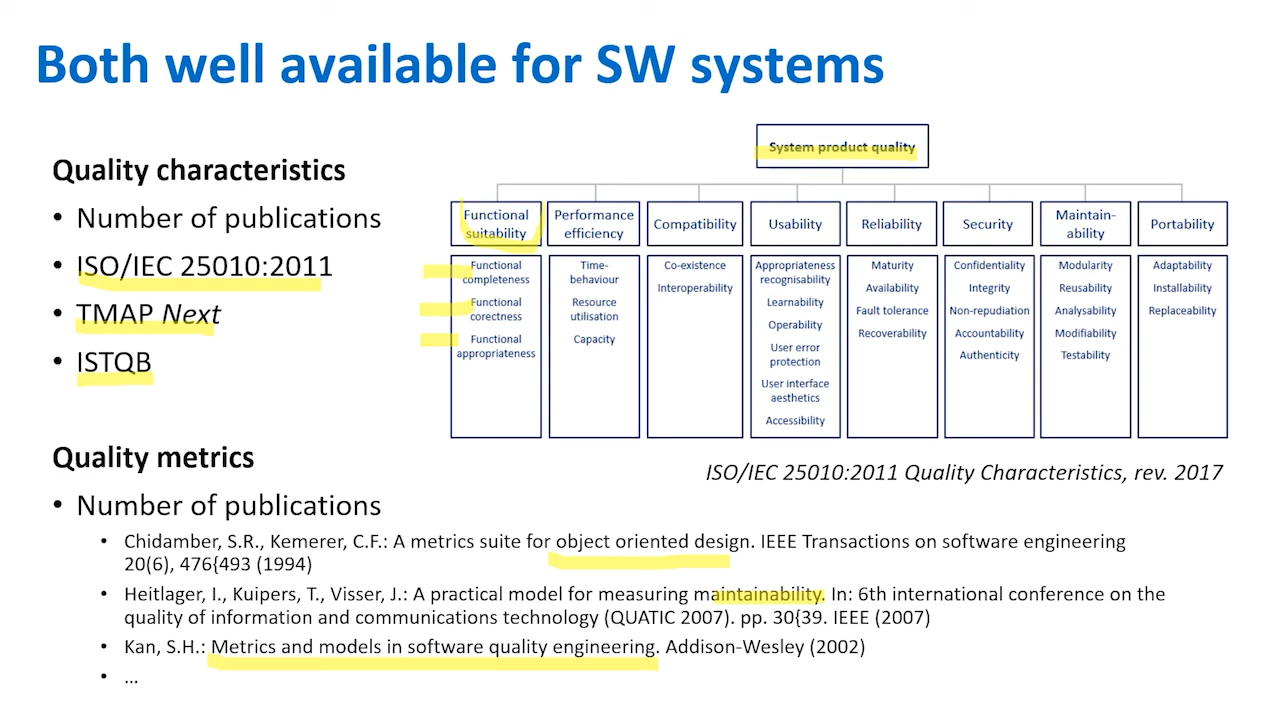 Both well available for SW systems
Quality characteristics
• Number of publications
• ISO/IEC 25010:2011
• TMAP Next
• ISTQB
System product quality
Functional
suitability
Functional
completeness
Functional
corectness
Functional
appropriateness
Performance
efficiency
Time-
behaviour
Resource
utilisation
Capacity
Compatibility
Co-existence
Interoperability
Usability
Appropriateness
recognisability
Learnability
Operability
User error
protection
User interface
aesthetics
Accessibility
Reliability
Maturity
Availability
Fault tolerance
Recoverability
Security
Confidentiality
Integrity
Non-repudiation
Accountability
Authenticity
Maintain-
ability
Modularity
Reusability
Analysability
Modifiability
Testability
Portability
Adaptability
Installability
Replaceability
ISO/IEC 25010:2011 Quality Characteristics, rev. 2017
Quality metrics
• Number of publications
• Chidamber, S.R., Kemerer, C.F.: A metrics suite for object oriented design. IEEE Transactions on software engineering
20(6), 476{493 (1994)
• Heitlager, I., Kuipers, T., Visser, J.: A practical model for measuring maintainability. In: 6th international conference on the
quality of information and communications technology (QUATIC 2007). pp. 30{39. IEEE (2007)
• Kan, S.H.: Metrics and models in software quality engineering. Addison-Wesley (2002)
• ...